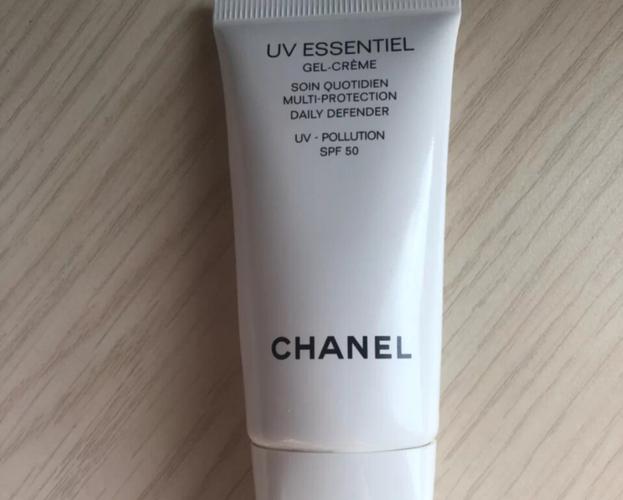 UV ESSENTIEL
GEL-CRÈME
SOIN QUOTIDIEN
MULTI-PROTECTION
DAILY DEFENDER
UV - POLLUTION
SPF 50
CHANEL